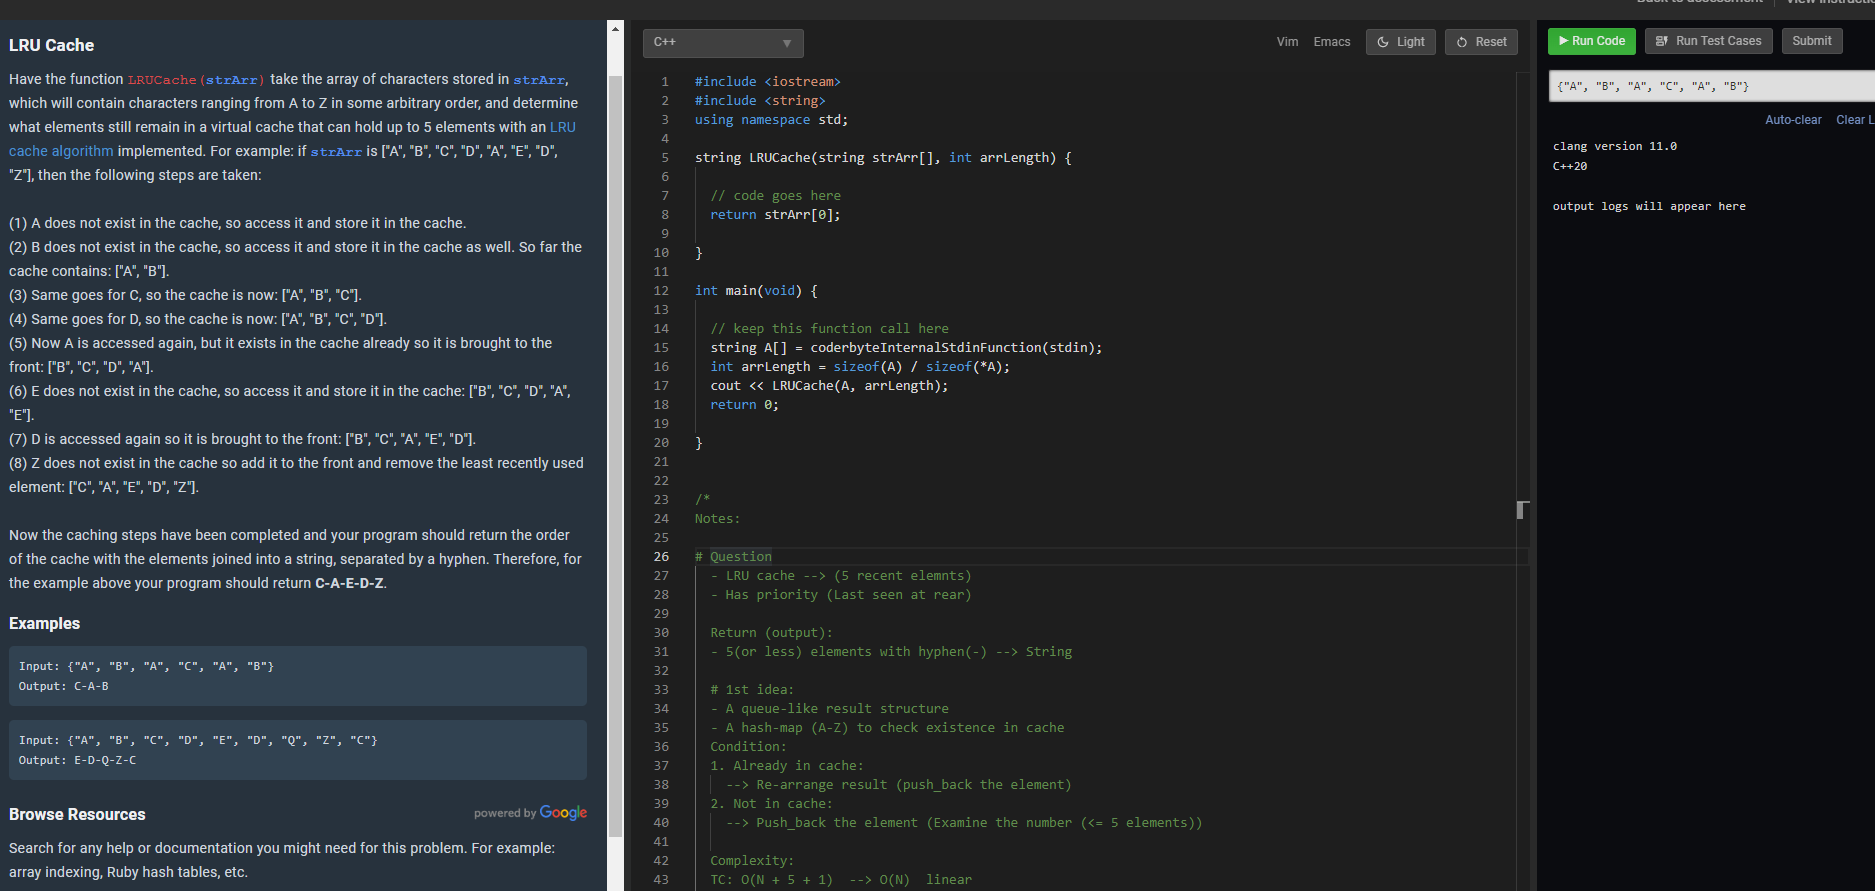 LRU Cache
Have the function LRUCache(strArr) take the array of characters stored in strArr,
which will contain characters ranging from A to Z in some arbitrary order, and determine
what elements still remain in a virtual cache that can hold up to 5 elements with an LRU
cache algorithm implemented. For example: if strArr is ["A", "B", "C", "D", "A", "E", "D",
"Z"], then the following steps are taken:
(1) A does not exist in the cache, so access it and store it in the cache.
(2) B does not exist in the cache, so access it and store it in the cache as well. So far the
cache contains: ["A", "B"].
(3) Same goes for C, so the cache is now: ["A", "B", "C"].
(4) Same goes for D, so the cache is now: ["A", "B", "C", "D"].
(5) Now A is accessed again, but it exists in the cache already so it is brought to the
front: ["B", "C", "D", "A"].
(6) E does not exist in the cache, so access it and store it in the cache: ["B", "C", "D", "A",
"E"].
(7) D is accessed again so it is brought to the front: ["B", "C", "A", "E", "D"].
(8) Z does not exist in the cache so add it to the front and remove the least recently used
element: ["C", "A", "E", "D", "Z"].
Now the caching steps have been completed and your program should return the order
of the cache with the elements joined into a string, separated by a hyphen. Therefore, for
the example above your program should return C-A-E-D-Z.
Examples
Input: {"A", "B", "A", "C", "A", "B"}
Output: C-A-B
Input: {"A", "B", "C", "D", "E", "D", "Q", "Z", "C"}
Output: E-D-Q-Z-C
Browse Resources
powered by Google
Search for any help or documentation you might need for this problem. For example:
array indexing, Ruby hash tables, etc.
C++
Vim Emacs Light Reset
1 #include <iostream>
2 #include <string>
3 using namespace std;
4
5 string LRUCache(string strArr[], int arrLength) {
6
7 // code goes here
8 return strArr[0];
9
10 }
11
12 int main(void) {
13
14 // keep this function call here
15 string A[] = coderbyteInternalStdinFunction(stdin);
16 int arrLength = sizeof(A) / sizeof(*A);
17 cout << LRUCache(A, arrLength);
18 return 0;
19
20 }
21
22
23 /*
24 Notes:
25
26 # Question
27 - LRU cache --> (5 recent elemnts)
28 - Has priority (Last seen at rear)
29
30 Return (output):
31 - 5(or less) elements with hyphen(-) --> String
32
33 # 1st idea:
34 - A queue-like result structure
35 - A hash-map (A-Z) to check existence in cache
36 Condition:
37 1. Already in cache:
38 --> Re-arrange result (push_back the element)
39 2. Not in cache:
40 --> Push_back the element (Examine the number (<= 5 elements))
41
42 Complexity:
43 TC: O(N + 5 + 1) --> O(N) linear
Run Code Run Test Cases Submit
{"A", "B", "A", "C", "A", "B"}
Auto-clear Clear L
clang version 11.0
C++20
output logs will appear here